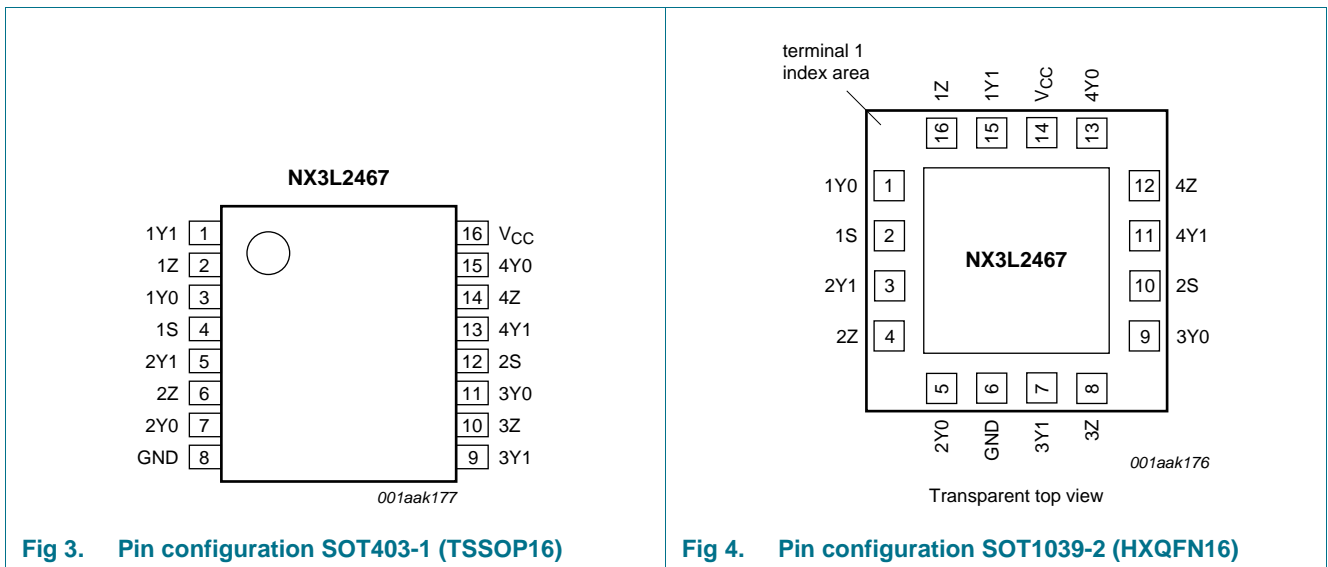 NX3L2467
1Y1 1 16 VCC
1Z 2 15 4Y0
1Y0 3 14 4Z
1S 4 13 4Y1
2Y1 5 12 2S
2Z 6 11 3Y0
2Y0 7 10 3Z
GND 8 9 3Y1
001aak177
Fig 3. Pin configuration SOT403-1 (TSSOP16)
terminal 1
index area
1Z 1Y1 VCC 4Y0
16 15 14 13
1Y0 1 12 4Z
1S 2 11 4Y1
NX3L2467
2Y1 3 10 2S
2Z 4 9 3Y0
5 6 7 8
2Y0 GND 3Y1 3Z
001aak176
Transparent top view
Fig 4. Pin configuration SOT1039-2 (HXQFN16)